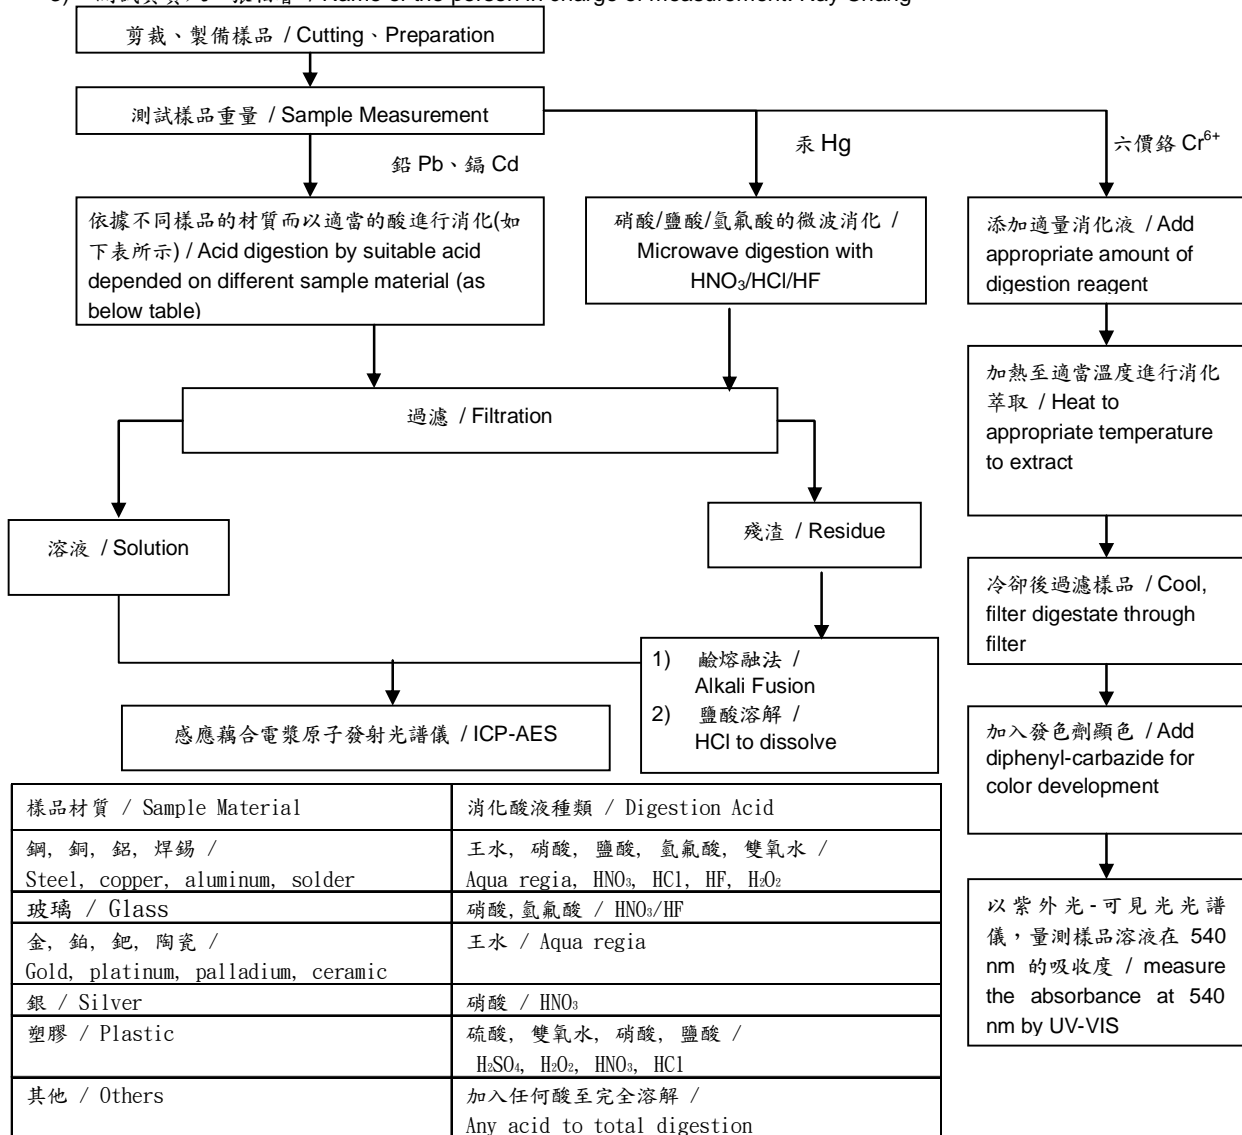 Name of the person in charge of measurement: Ray Chang
剪裁、製備樣品 / Cutting、Preparation
測試樣品重量 / Sample Measurement
鉛 Pb、鎘 Cd
汞 Hg
六價鉻 Cr⁶⁺
依據不同樣品的材質而以適當的酸進行消化(如
下表所示) / Acid digestion by suitable acid
depended on different sample material (as
below table)
硝酸/鹽酸/氫氟酸的微波消化 /
Microwave digestion with
HNO₃/HCl/HF
添加適量消化液 / Add
appropriate amount of
digestion reagent
過濾 / Filtration
加熱至適當溫度進行消化
萃取 / Heat to
appropriate temperature
to extract
溶液 / Solution
殘渣 / Residue
冷卻後過濾樣品 / Cool,
filter digestate through
filter
1) 鹼熔融法 /
Alkali Fusion
2) 鹽酸溶解 /
HCl to dissolve
感應藕合電漿原子發射光譜儀 / ICP-AES
加入發色劑顯色 / Add
diphenyl-carbazide for
color development
以紫外光-可見光光譜
儀，量測樣品溶液在 540
nm 的吸收度 / measure
the absorbance at 540
nm by UV-VIS
樣品材質 / Sample Material
消化酸液種類 / Digestion Acid
鋼, 銅, 鋁, 焊錫 /
Steel, copper, aluminum, solder
王水, 硝酸, 鹽酸, 氫氟酸, 雙氧水 /
Aqua regia, HNO₃, HCl, HF, H₂O₂
玻璃 / Glass
硝酸,氫氟酸 / HNO₃/HF
金, 鉑, 鈀, 陶瓷 /
Gold, platinum, palladium, ceramic
王水 / Aqua regia
銀 / Silver
硝酸 / HNO₃
塑膠 / Plastic
硫酸, 雙氧水, 硝酸, 鹽酸 /
H₂SO₄, H₂O₂, HNO₃, HCl
其他 / Others
加入任何酸至完全溶解 /
Any acid to total digestion